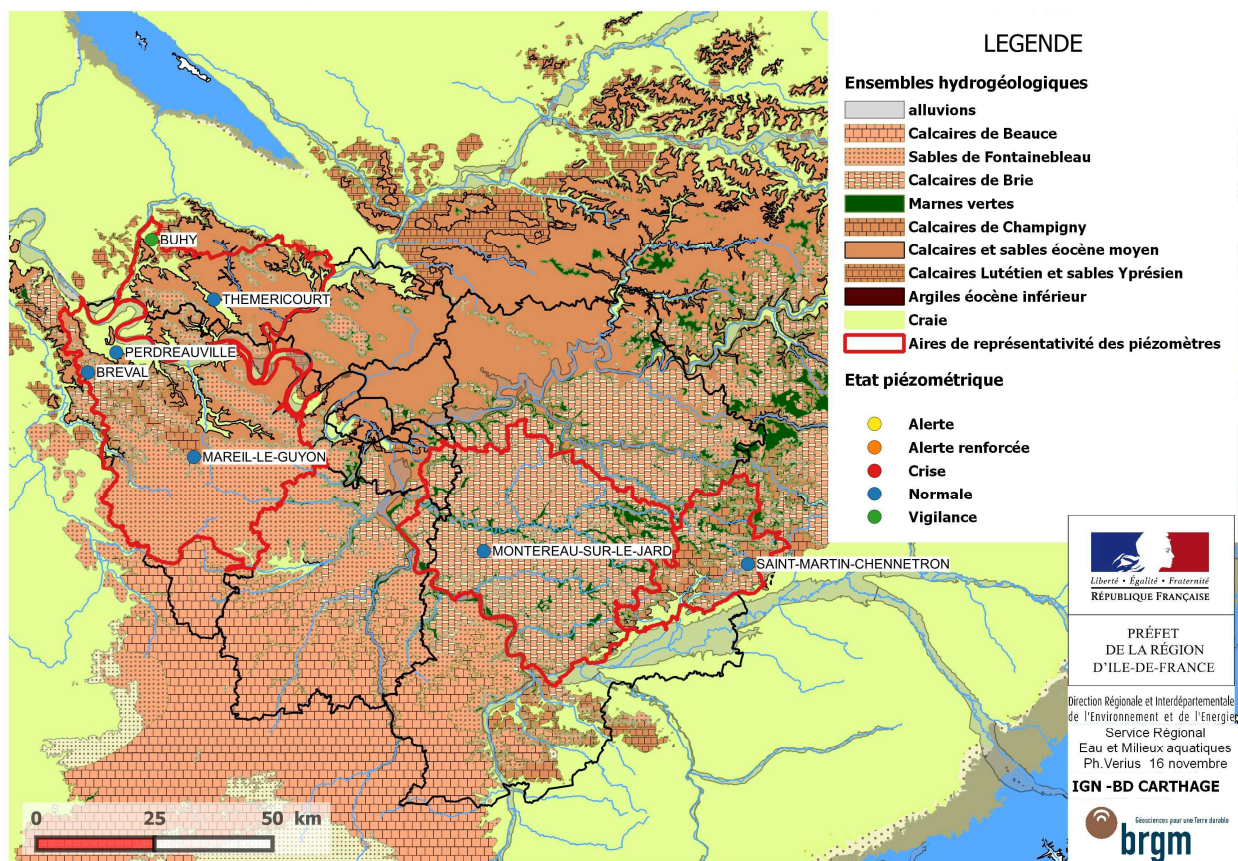 LEGENDE
Ensembles hydrogéologiques
alluvions
Calcaires de Beauce
Sables de Fontainebleau
Calcaires de Brie
Marnes vertes
Calcaires de Champigny
Calcaires et sables éocène moyen
Calcaires Lutétien et sables Yprésien
Argiles éocène inférieur
Craie
Aires de représentativité des piézomètres
Etat piézométrique
Alerte
Alerte renforcée
Crise
Normale
Vigilance
BUHY
THEMERICOURT
PERDREAUVILLE
BREVAL
MAREIL-LE-GUYON
MONTEREAU-SUR-LE-JARD
SAINT-MARTIN-CHENNETRON
0 25 50 km
Liberté • Égalité • Fraternité
RÉPUBLIQUE FRANÇAISE
PRÉFET
DE LA RÉGION
D'ILE-DE-FRANCE
Direction Régionale et Interdépartementale
de l'Environnement et de l'Energie
Service Régional
Eau et Milieux aquatiques
Ph.Verius 16 novembre
IGN -BD CARTHAGE
Géosciences pour une Terre durable
brgm